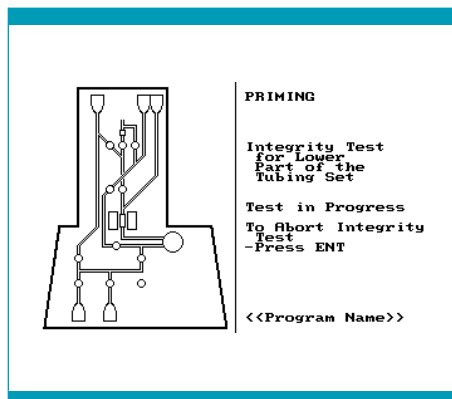 PRIMING
Integrity Test
for Lower
Part of the
Tubing Set
Test in Progress
To Abort Integrity
Test
-Press ENT
<<Program Name>>